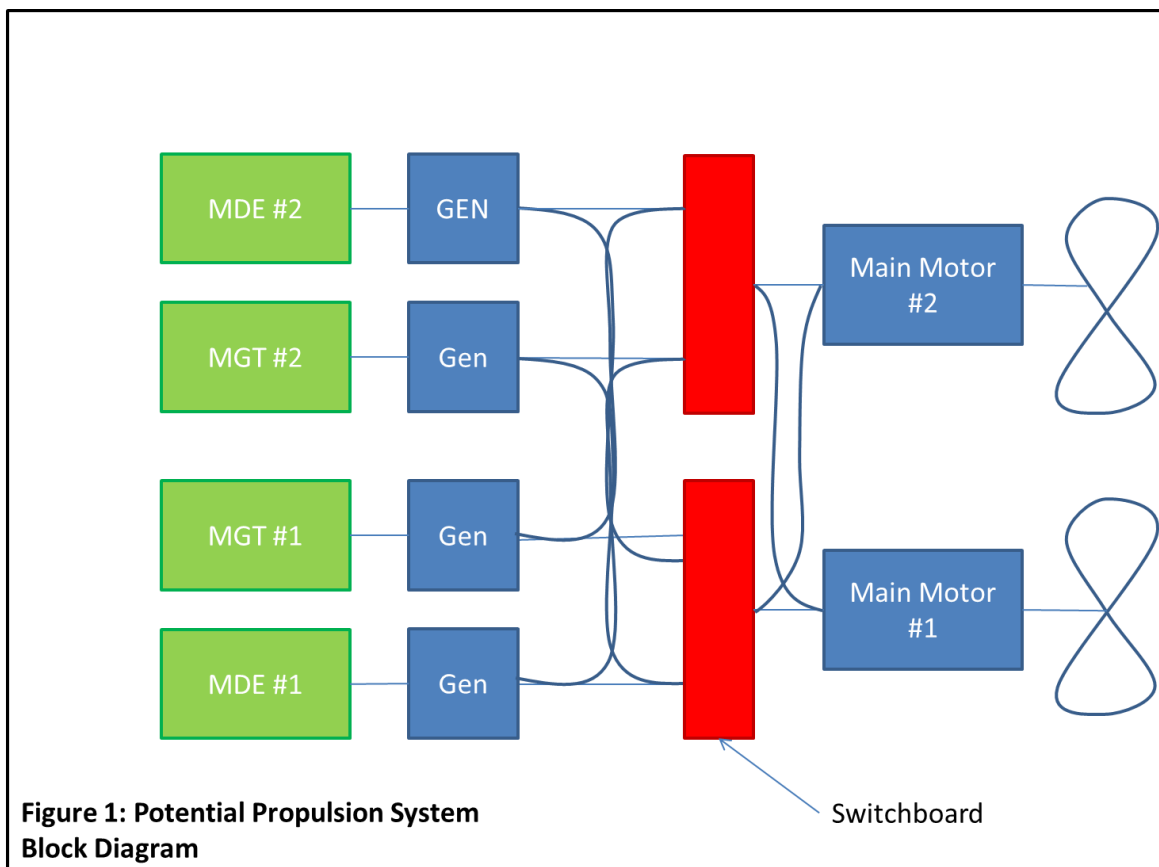 MDE #2
GEN
Main Motor
#2
MGT #2
Gen
MGT #1
Gen
Main Motor
#1
MDE #1
Gen
Switchboard
Figure 1: Potential Propulsion System
Block Diagram